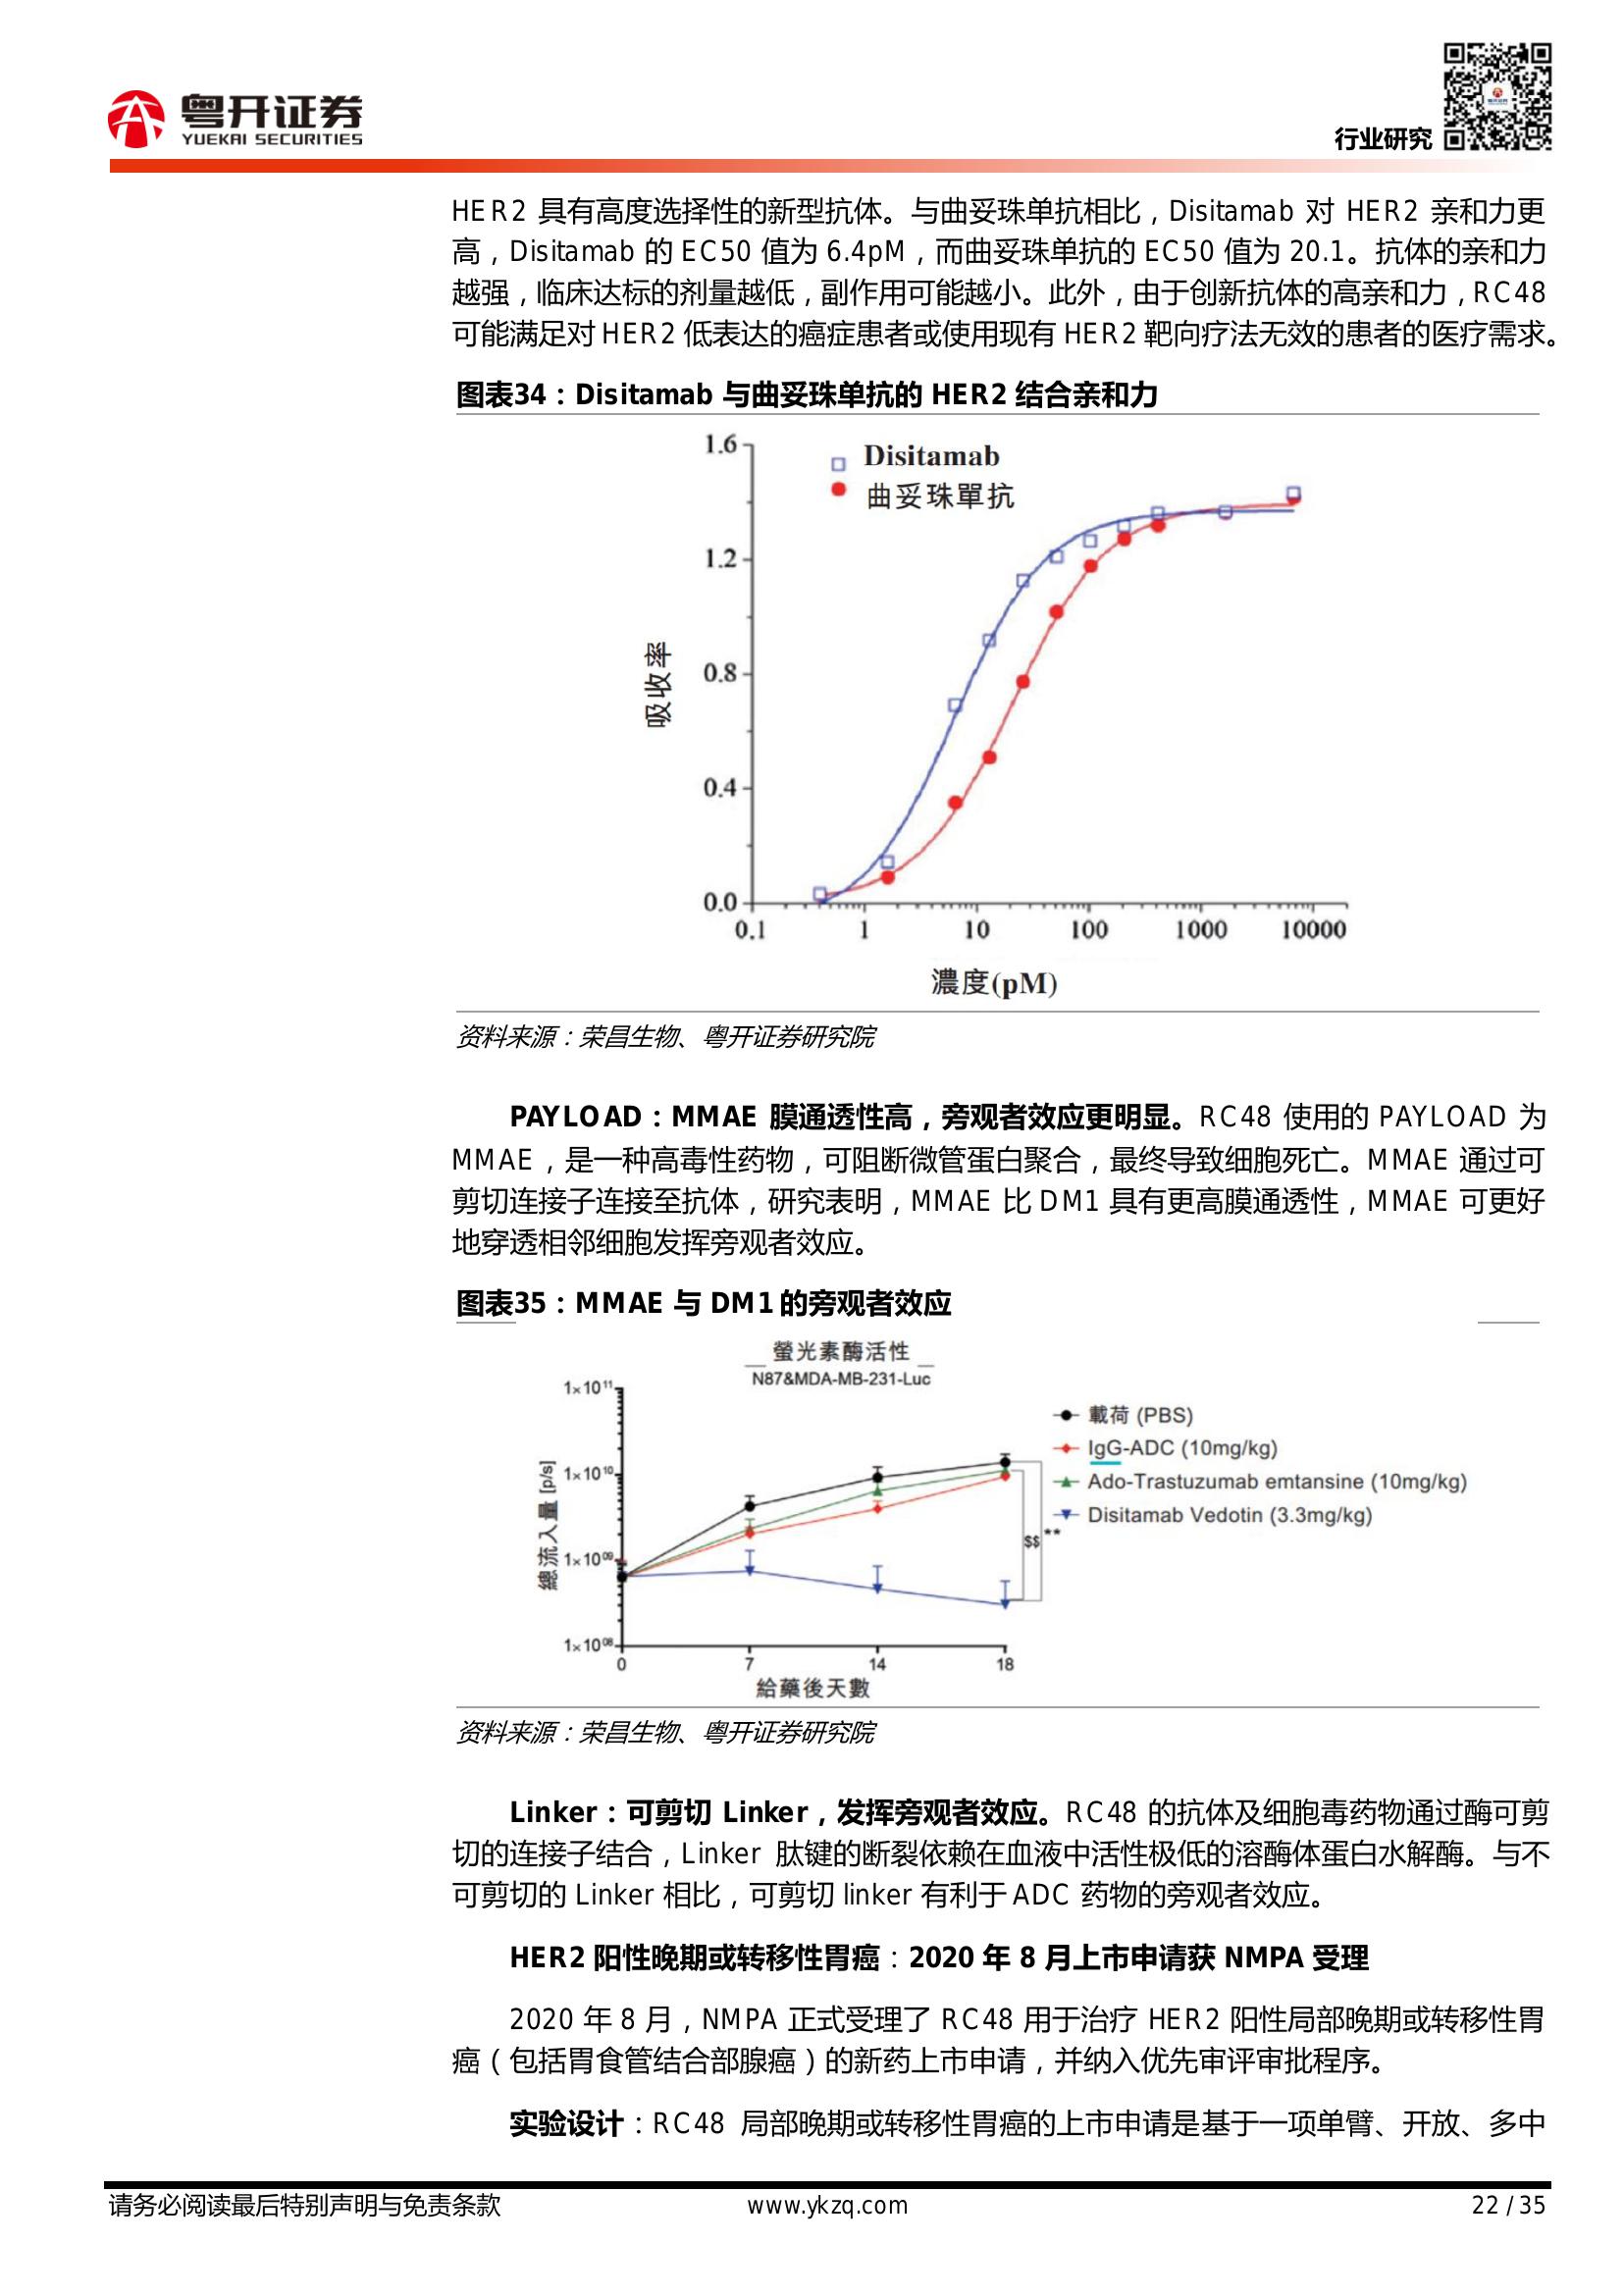 粤开证券
YUEKAI SECURITIES
行业研究
HER2 具有高度选择性的新型抗体。与曲妥珠单抗相比，Disitamab 对 HER2 亲和力更
高，Disitamab 的 EC50 值为 6.4pM，而曲妥珠单抗的 EC50 值为 20.1。抗体的亲和力
越强，临床达标的剂量越低，副作用可能越小。此外，由于创新抗体的高亲和力，RC48
可能满足对 HER2 低表达的癌症患者或使用现有 HER2 靶向疗法无效的患者的医疗需求。
图表34：Disitamab 与曲妥珠单抗的 HER2 结合亲和力
1.6
Disitamab
曲妥珠單抗
1.2
吸收率
0.8
0.4
0.0
0.1 1 10 100 1000 10000
濃度(pM)
资料来源：荣昌生物、粤开证券研究院
PAYLOAD：MMAE 膜通透性高，旁观者效应更明显。RC48 使用的 PAYLOAD 为
MMAE，是一种高毒性药物，可阻断微管蛋白聚合，最终导致细胞死亡。MMAE 通过可
剪切连接子连接至抗体，研究表明，MMAE 比 DM1 具有更高膜通透性，MMAE 可更好
地穿透相邻细胞发挥旁观者效应。
图表35：MMAE 与 DM1 的旁观者效应
螢光素酶活性
N87&MDA-MB-231-Luc
1×10¹¹
載荷 (PBS)
IgG-ADC (10mg/kg)
1×10¹⁰
Ado-Trastuzumab emtansine (10mg/kg)
Disitamab Vedotin (3.3mg/kg)
總流入量 [p/s]
$$ **
1×10⁰⁹
1×10⁰⁸
0 7 14 18
給藥後天數
资料来源：荣昌生物、粤开证券研究院
Linker：可剪切 Linker，发挥旁观者效应。RC48 的抗体及细胞毒药物通过酶可剪
切的连接子结合，Linker 肽键的断裂依赖在血液中活性极低的溶酶体蛋白水解酶。与不
可剪切的 Linker 相比，可剪切 linker 有利于 ADC 药物的旁观者效应。
HER2 阳性晚期或转移性胃癌：2020 年 8 月上市申请获 NMPA 受理
2020 年 8 月，NMPA 正式受理了 RC48 用于治疗 HER2 阳性局部晚期或转移性胃
癌（包括胃食管结合部腺癌）的新药上市申请，并纳入优先审评审批程序。
实验设计：RC48 局部晚期或转移性胃癌的上市申请是基于一项单臂、开放、多中
请务必阅读最后特别声明与免责条款 www.ykzq.com 22 / 35